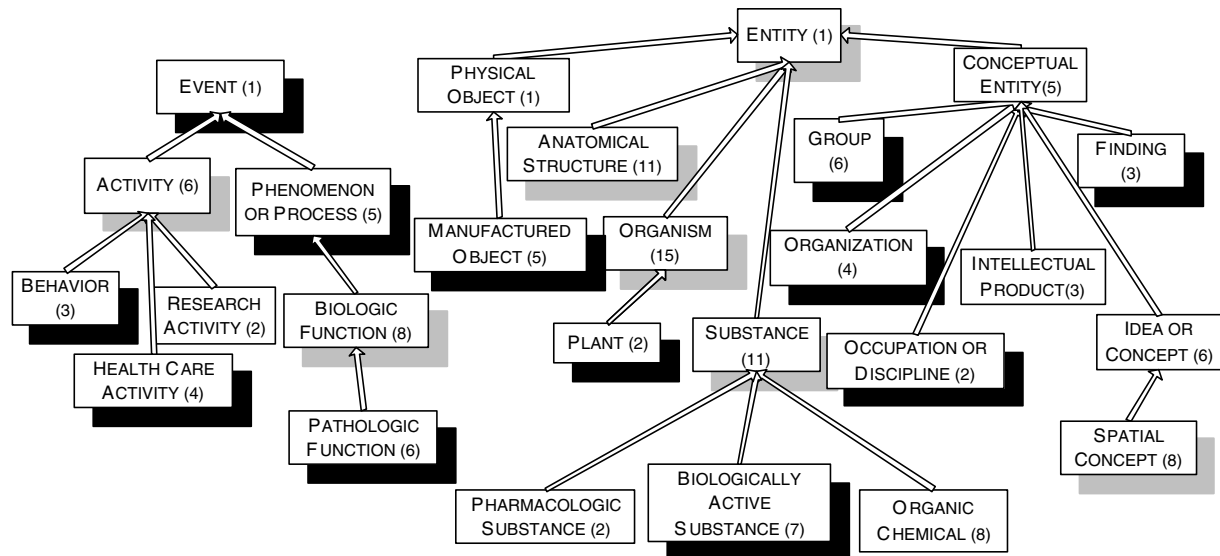 ENTITY (1)
EVENT (1)
PHYSICAL
OBJECT (1)
CONCEPTUAL
ENTITY(5)
ANATOMICAL
STRUCTURE (11)
GROUP
(6)
FINDING
(3)
ACTIVITY (6)
PHENOMENON
OR PROCESS (5)
MANUFACTURED
OBJECT (5)
ORGANISM
(15)
ORGANIZATION
(4)
INTELLECTUAL
PRODUCT(3)
BEHAVIOR
(3)
RESEARCH
ACTIVITY (2)
BIOLOGIC
FUNCTION (8)
PLANT (2)
SUBSTANCE
(11)
OCCUPATION OR
DISCIPLINE (2)
IDEA OR
CONCEPT (6)
HEALTH CARE
ACTIVITY (4)
PATHOLOGIC
FUNCTION (6)
SPATIAL
CONCEPT (8)
PHARMACOLOGIC
SUBSTANCE (2)
BIOLOGICALLY
ACTIVE
SUBSTANCE (7)
ORGANIC
CHEMICAL (8)